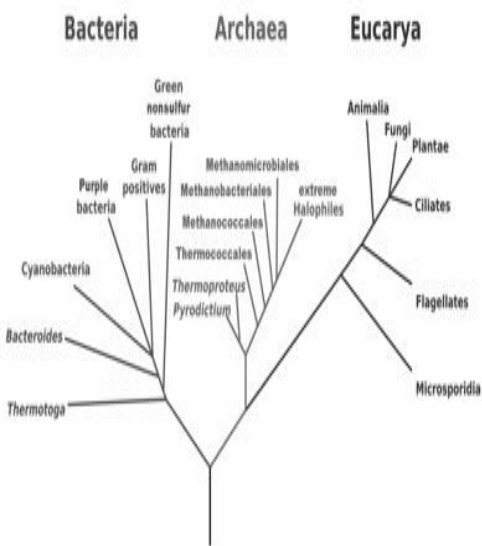 Bacteria Archaea Eucarya
Green
nonsulfur
bacteria
Gram
positives
Purple
bacteria
Cyanobacteria
Bacteroides
Thermotoga
Methanomicrobiales
Methanobacteriales
extreme
Halophiles
Methanococcales
Thermococcales
Thermoproteus
Pyrodictium
Animalia
Fungi
Plantae
Ciliates
Flagellates
Microsporidia